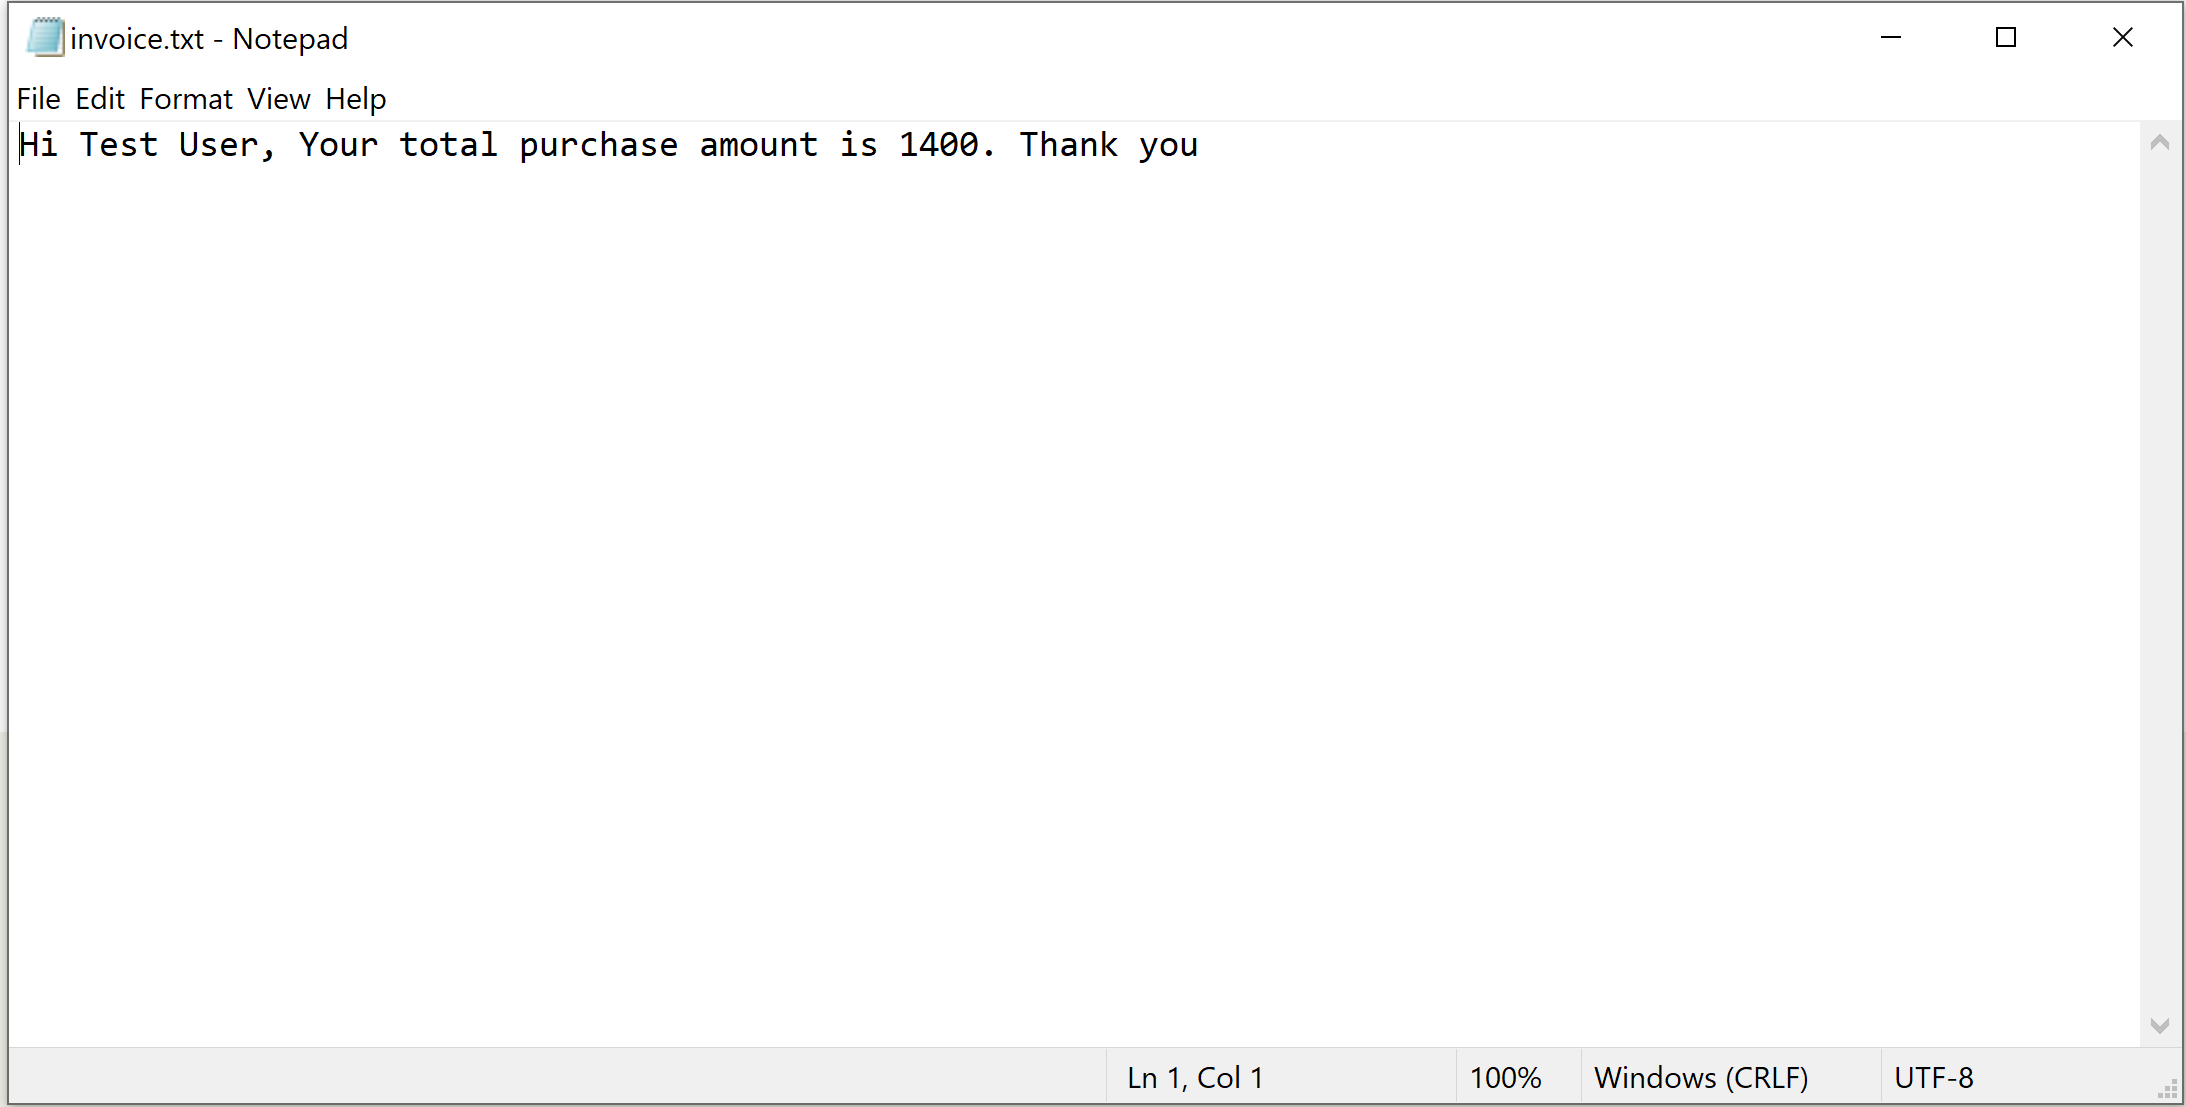 invoice.txt - Notepad
File Edit Format View Help
Hi Test User, Your total purchase amount is 1400. Thank you
Ln 1, Col 1 100% Windows (CRLF) UTF-8